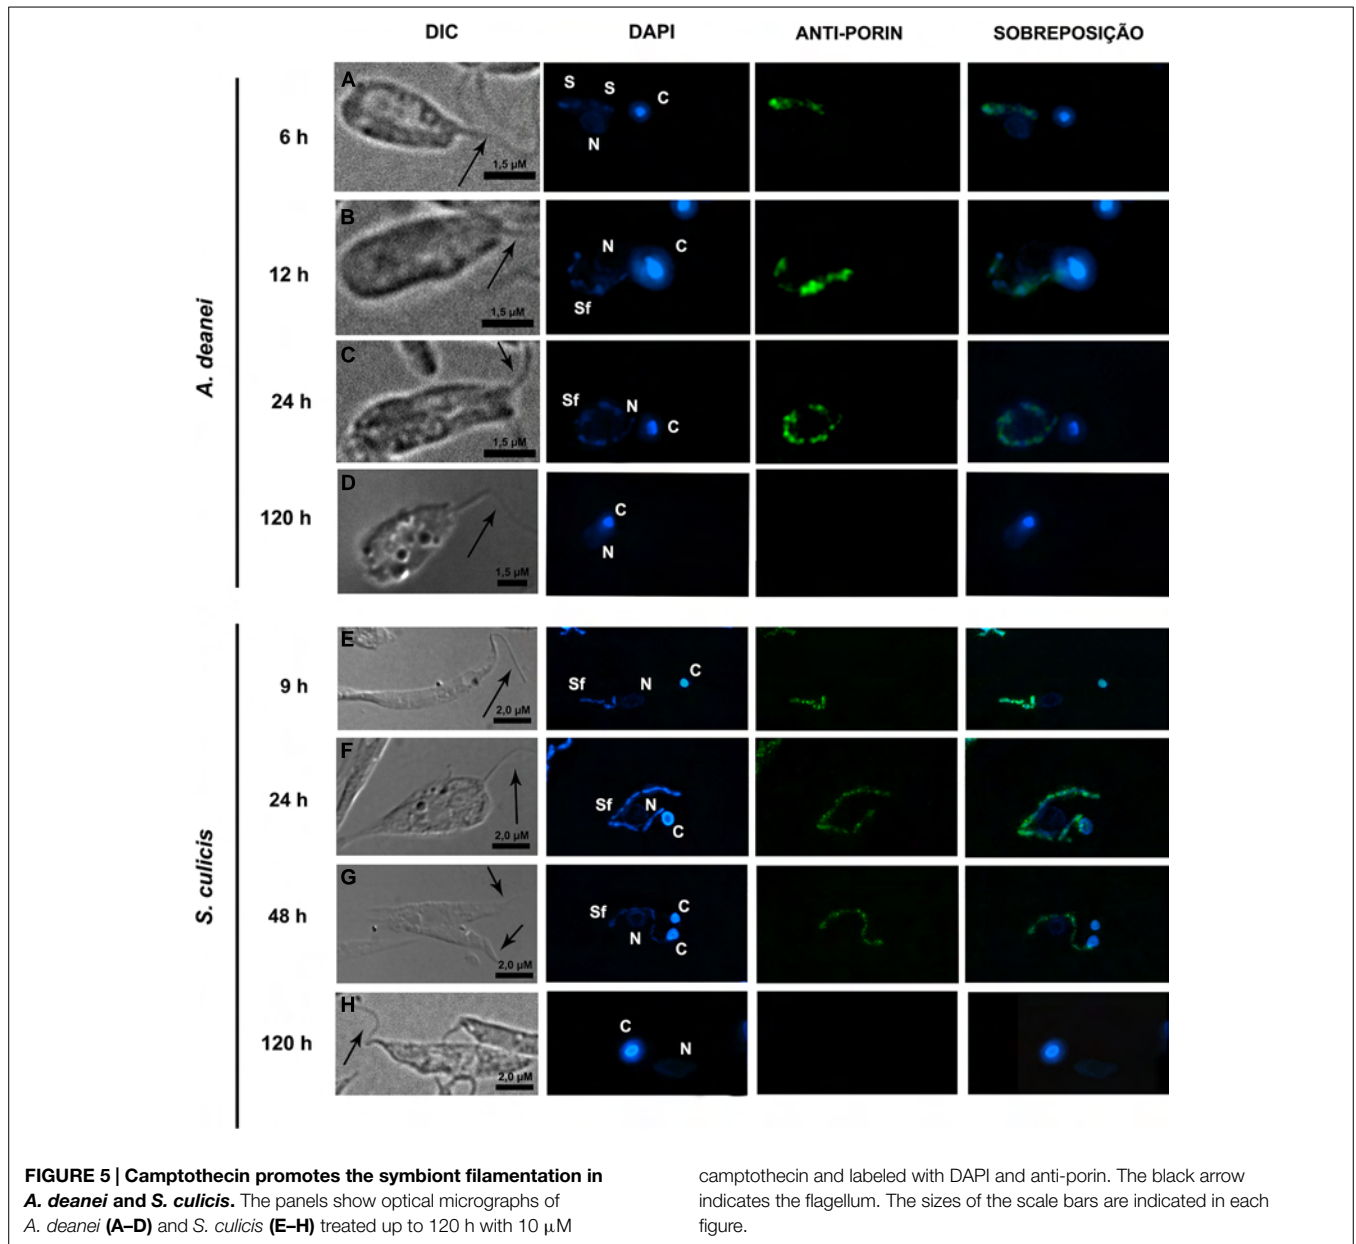 DIC DAPI ANTI-PORIN SOBREPOSIÇÃO
A. deanei
6 h
A
1,5 µM
S S C
N
12 h
B
1,5 µM
N C
Sf
24 h
C
1,5 µM
Sf N
C
120 h
D
1,5 µM
C
N
S. culicis
9 h
E
2,0 µM
Sf N C
24 h
F
2,0 µM
Sf N
C
48 h
G
2,0 µM
Sf C
N C
120 h
H
2,0 µM
C
N
FIGURE 5 | Camptothecin promotes the symbiont filamentation in
A. deanei and S. culicis. The panels show optical micrographs of
A. deanei (A–D) and S. culicis (E–H) treated up to 120 h with 10 µM
camptothecin and labeled with DAPI and anti-porin. The black arrow
indicates the flagellum. The sizes of the scale bars are indicated in each
figure.